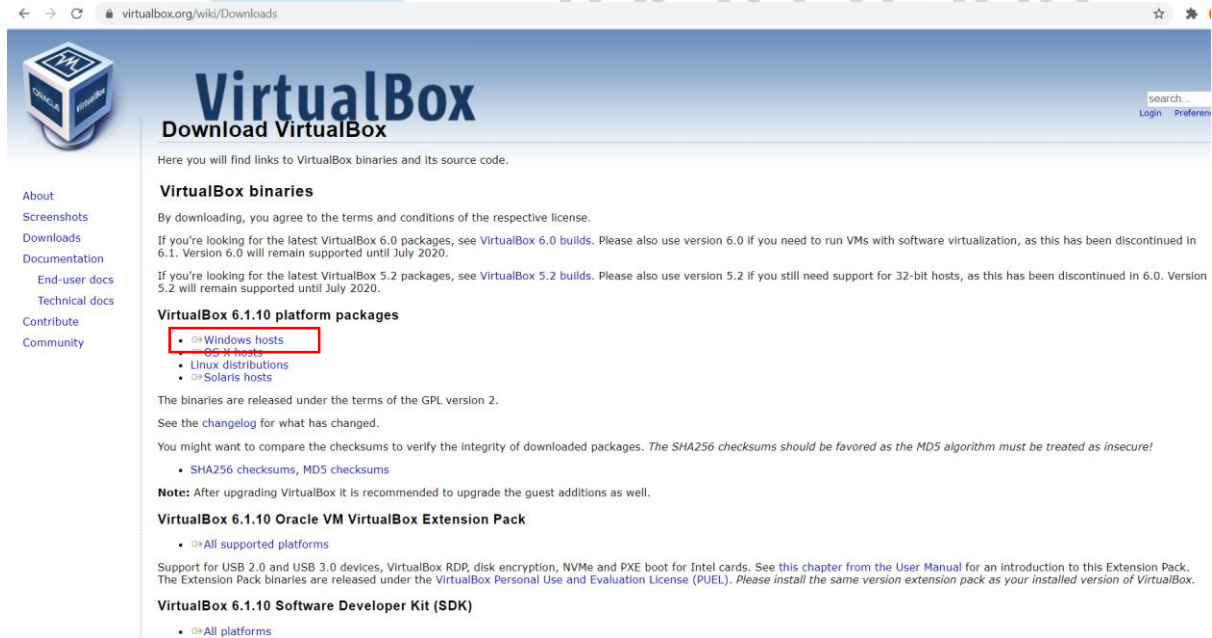 virtualbox.org/wiki/Downloads
ORACLE
VirtualBox
VirtualBox
search...
Login Preferen
Download VirtualBox
Here you will find links to VirtualBox binaries and its source code.
About
Screenshots
Downloads
Documentation
End-user docs
Technical docs
Contribute
Community
VirtualBox binaries
By downloading, you agree to the terms and conditions of the respective license.
If you're looking for the latest VirtualBox 6.0 packages, see VirtualBox 6.0 builds. Please also use version 6.0 if you need to run VMs with software virtualization, as this has been discontinued in
6.1. Version 6.0 will remain supported until July 2020.
If you're looking for the latest VirtualBox 5.2 packages, see VirtualBox 5.2 builds. Please also use version 5.2 if you still need support for 32-bit hosts, as this has been discontinued in 6.0. Version
5.2 will remain supported until July 2020.
VirtualBox 6.1.10 platform packages
• Windows hosts
• OS X hosts
• Linux distributions
• Solaris hosts
The binaries are released under the terms of the GPL version 2.
See the changelog for what has changed.
You might want to compare the checksums to verify the integrity of downloaded packages. The SHA256 checksums should be favored as the MD5 algorithm must be treated as insecure!
• SHA256 checksums, MD5 checksums
Note: After upgrading VirtualBox it is recommended to upgrade the guest additions as well.
VirtualBox 6.1.10 Oracle VM VirtualBox Extension Pack
• All supported platforms
Support for USB 2.0 and USB 3.0 devices, VirtualBox RDP, disk encryption, NVMe and PXE boot for Intel cards. See this chapter from the User Manual for an introduction to this Extension Pack.
The Extension Pack binaries are released under the VirtualBox Personal Use and Evaluation License (PUEL). Please install the same version extension pack as your installed version of VirtualBox.
VirtualBox 6.1.10 Software Developer Kit (SDK)
• All platforms